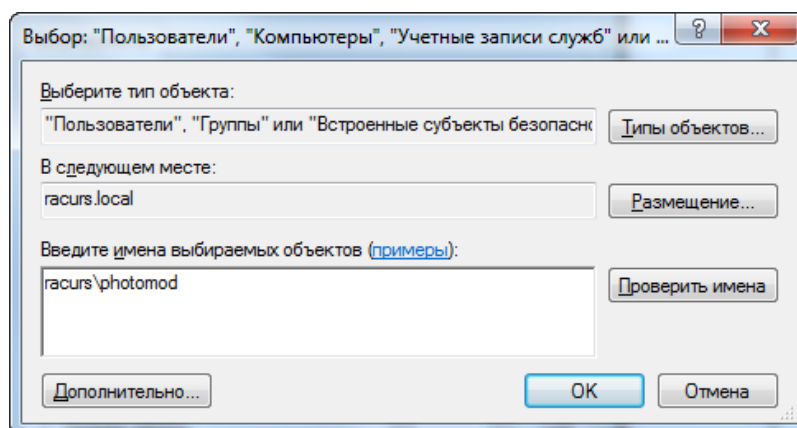 Выбор: "Пользователи", "Компьютеры", "Учетные записи служб" или ...
Выберите тип объекта:
"Пользователи", "Группы" или "Встроенные субъекты безопасно
Типы объектов...
В следующем месте:
racurs.local
Размещение...
Введите имена выбираемых объектов (примеры):
racurs\photomod
Проверить имена
Дополнительно...
OK
Отмена